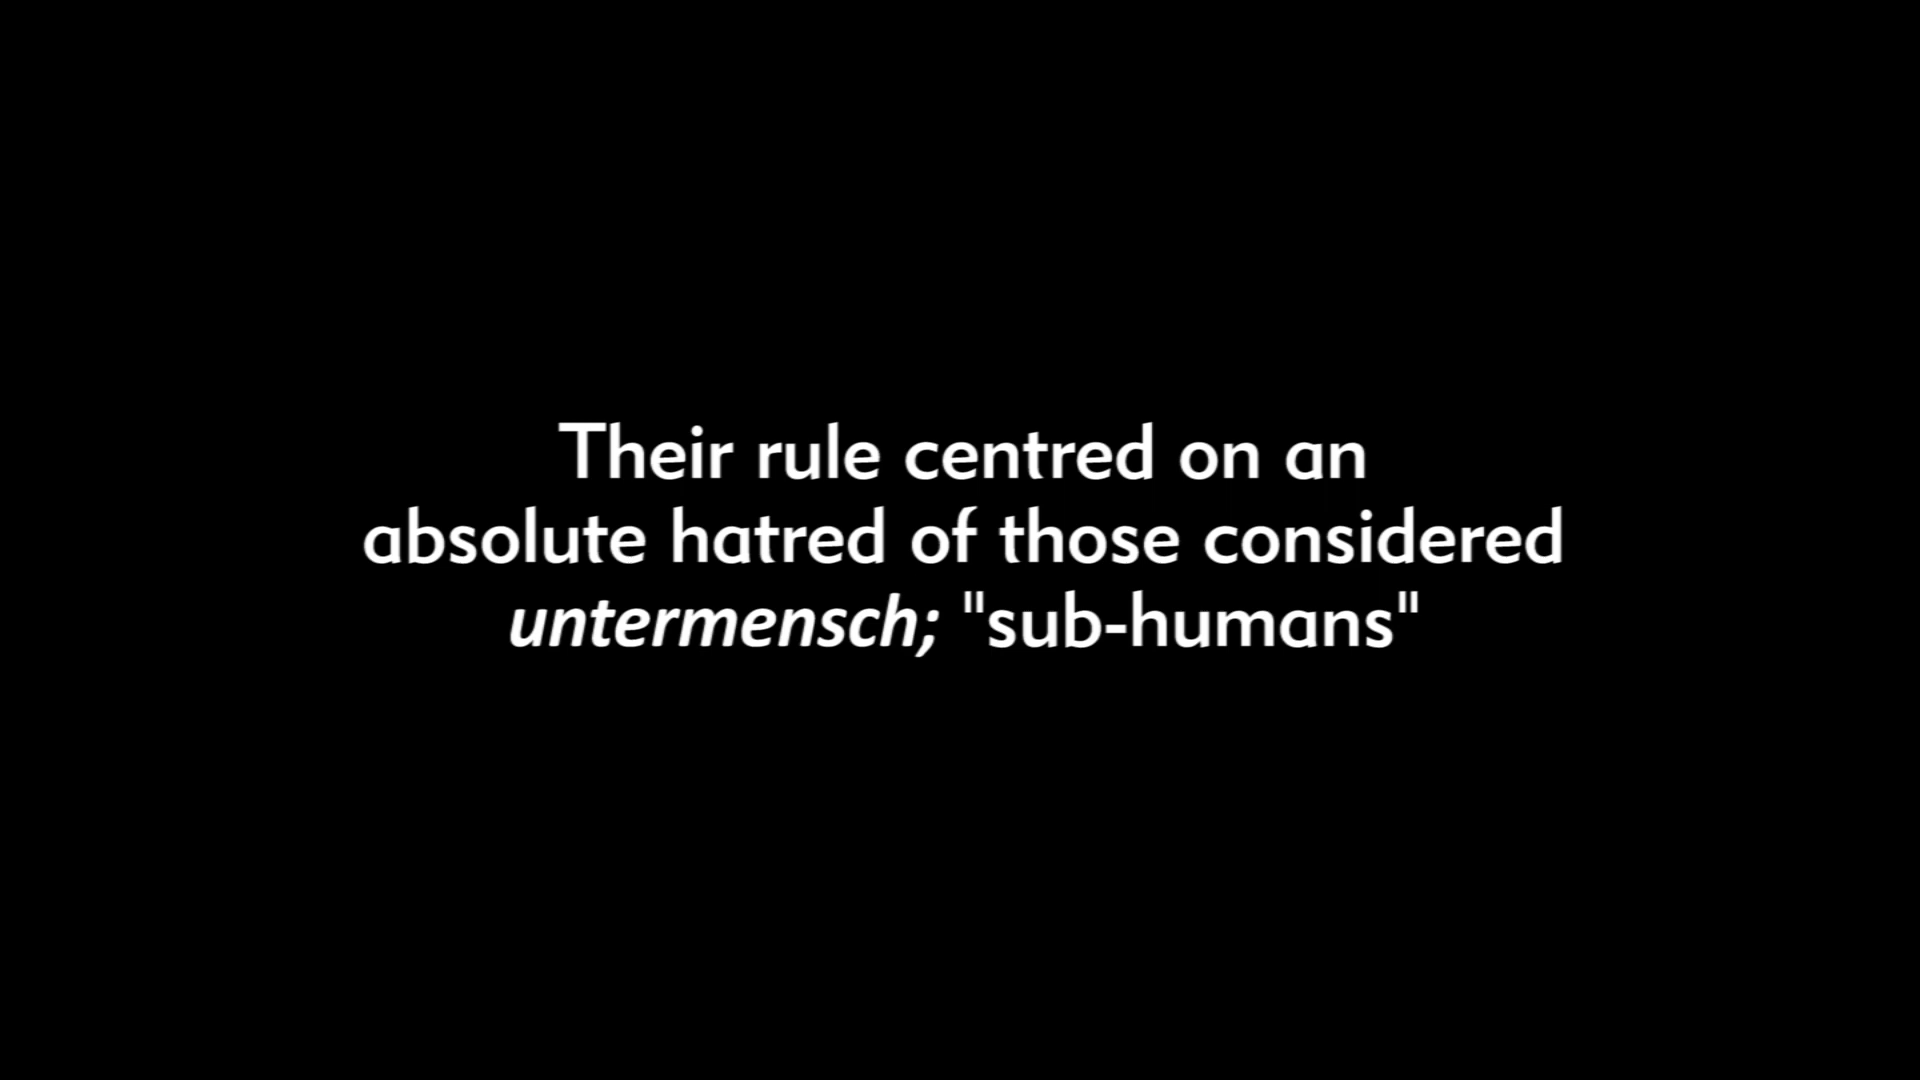 Their rule centred on an
absolute hatred of those considered
untermensch; "sub-humans"